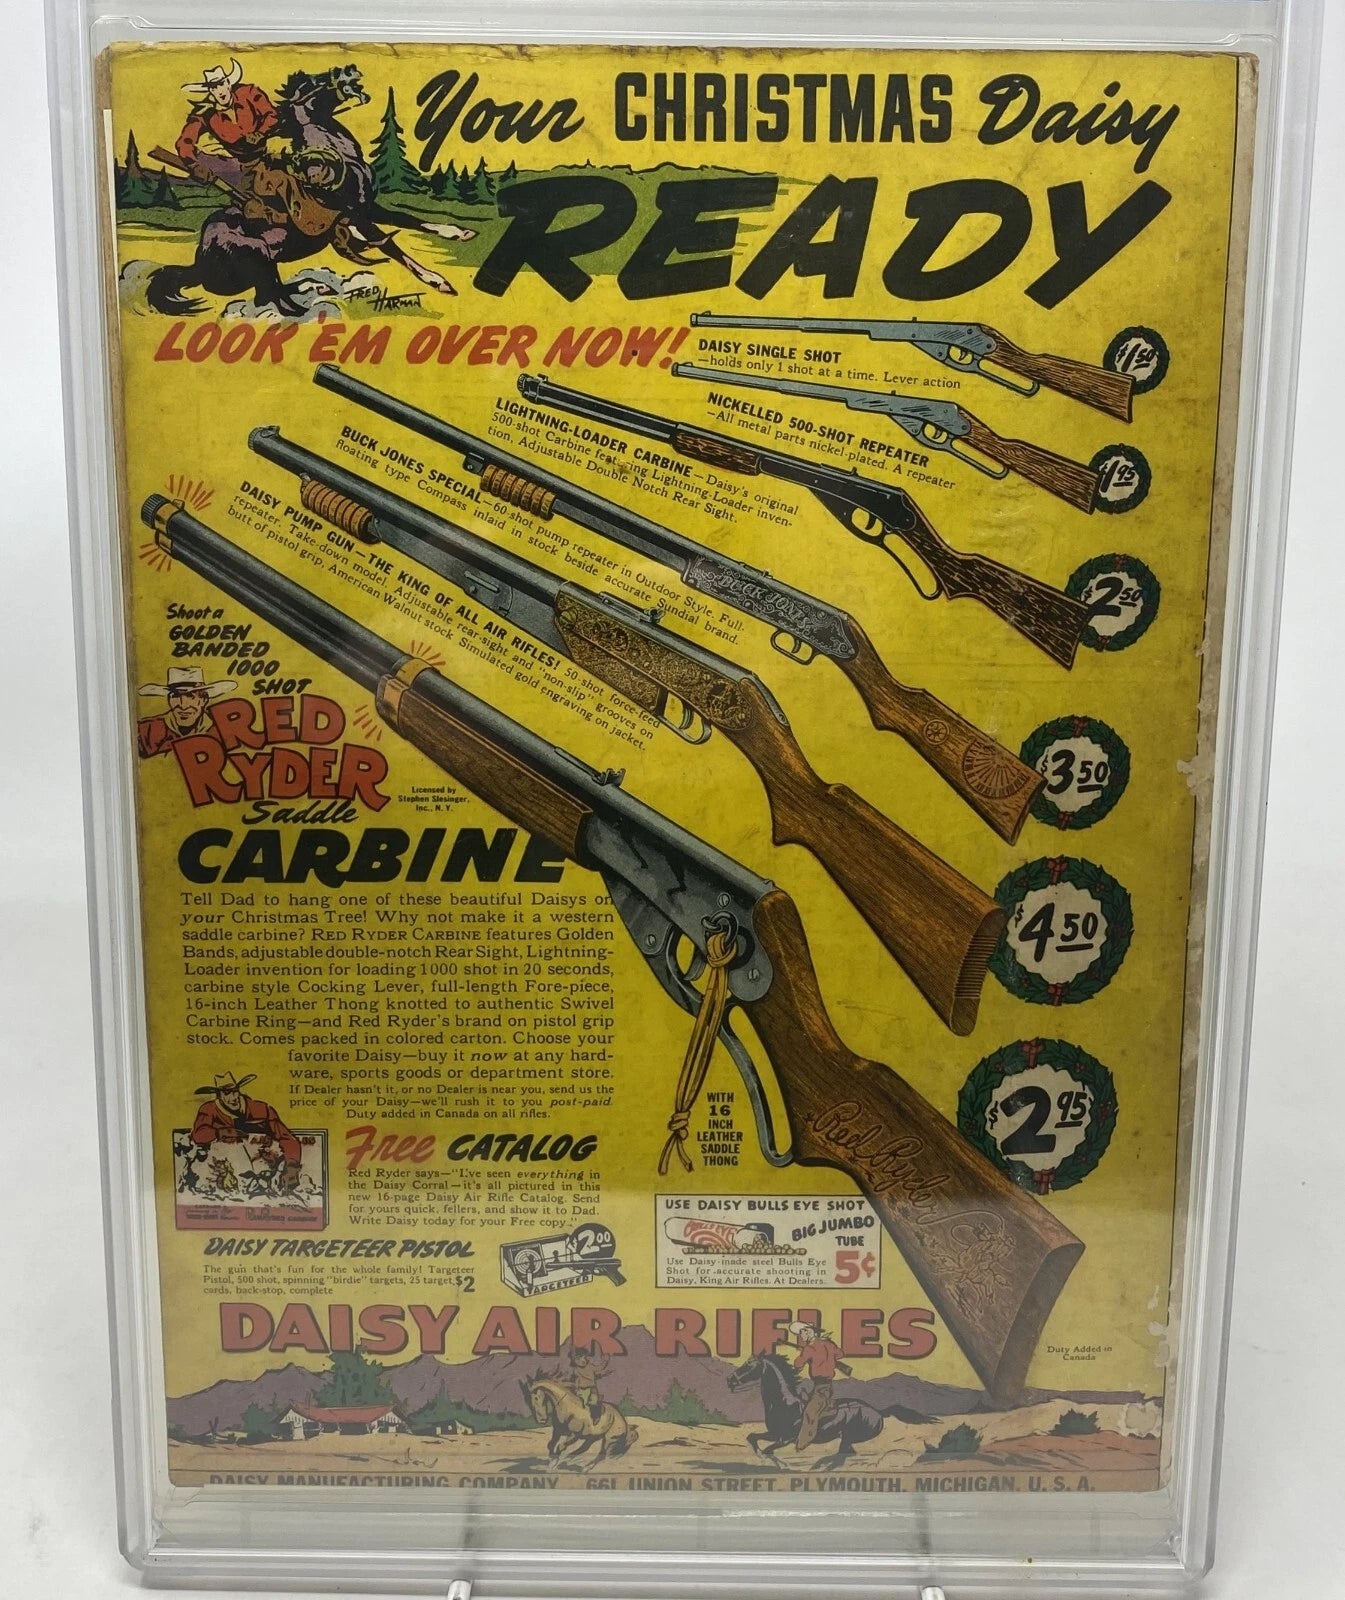 Your CHRISTMAS Daisy
READY
FRED HARMAN
LOOK 'EM OVER NOW!
DAISY SINGLE SHOT
—holds only 1 shot at a time. Lever action
$1.50
NICKELLED 500-SHOT REPEATER
—All metal parts nickel-plated. A repeater
$1.95
LIGHTNING-LOADER CARBINE—Daisy's original
500-shot Carbine featuring Lightning-Loader inven-
tion. Adjustable Double Notch Rear Sight.
$2.50
BUCK JONES SPECIAL—60-shot pump repeater in Outdoor Style. Full-
floating type Compass inlaid in stock beside accurate Sundial brand.
BUCK JONES
$3.50
DAISY PUMP GUN—THE KING OF ALL AIR RIFLES! 50 shot force-feed
repeater. Take-down model. Adjustable rear-sight and "non-slip" grooves on
butt of pistol grip, American Walnut stock Simulated gold engraving on jacket.
$4.50
Shoot a
GOLDEN
BANDED
1000
SHOT
RED
RYDER
Saddle
CARBINE
Licensed by
Stephen Slesinger,
Inc., N. Y.
Tell Dad to hang one of these beautiful Daisys on
your Christmas Tree! Why not make it a western
saddle carbine? RED RYDER CARBINE features Golden
Bands, adjustable double-notch Rear Sight, Lightning-
Loader invention for loading 1000 shot in 20 seconds,
carbine style Cocking Lever, full-length Fore-piece,
16-inch Leather Thong knotted to authentic Swivel
Carbine Ring—and Red Ryder's brand on pistol grip
stock. Comes packed in colored carton. Choose your
favorite Daisy—buy it now at any hard-
ware, sports goods or department store.
If Dealer hasn't it, or no Dealer is near you, send us the
price of your Daisy—we'll rush it to you post-paid.
Duty added in Canada on all rifles.
WITH
16
INCH
LEATHER
SADDLE
THONG
Red Ryder
$2.95
Free CATALOG
Red Ryder says—"I've seen everything in
the Daisy Corral—it's all pictured in this
new 16-page Daisy Air Rifle Catalog. Send
for yours quick, fellers, and show it to Dad.
Write Daisy today for your Free copy."
DAISY TARGETEER PISTOL
The gun that's fun for the whole family! Targeteer
Pistol, 500 shot, spinning "birdie" targets, 25 target
cards, back-stop, complete $2
$2.00
TARGETEER
USE DAISY BULLS EYE SHOT
BULLS EYE
BIG JUMBO
TUBE
5¢
Use Daisy-made steel Bulls Eye
Shot for accurate shooting in
Daisy, King Air Rifles. At Dealers.
DAISY AIR RIFLES
Duty Added in
Canada
DAISY MANUFACTURING COMPANY 661 UNION STREET, PLYMOUTH, MICHIGAN, U. S. A.